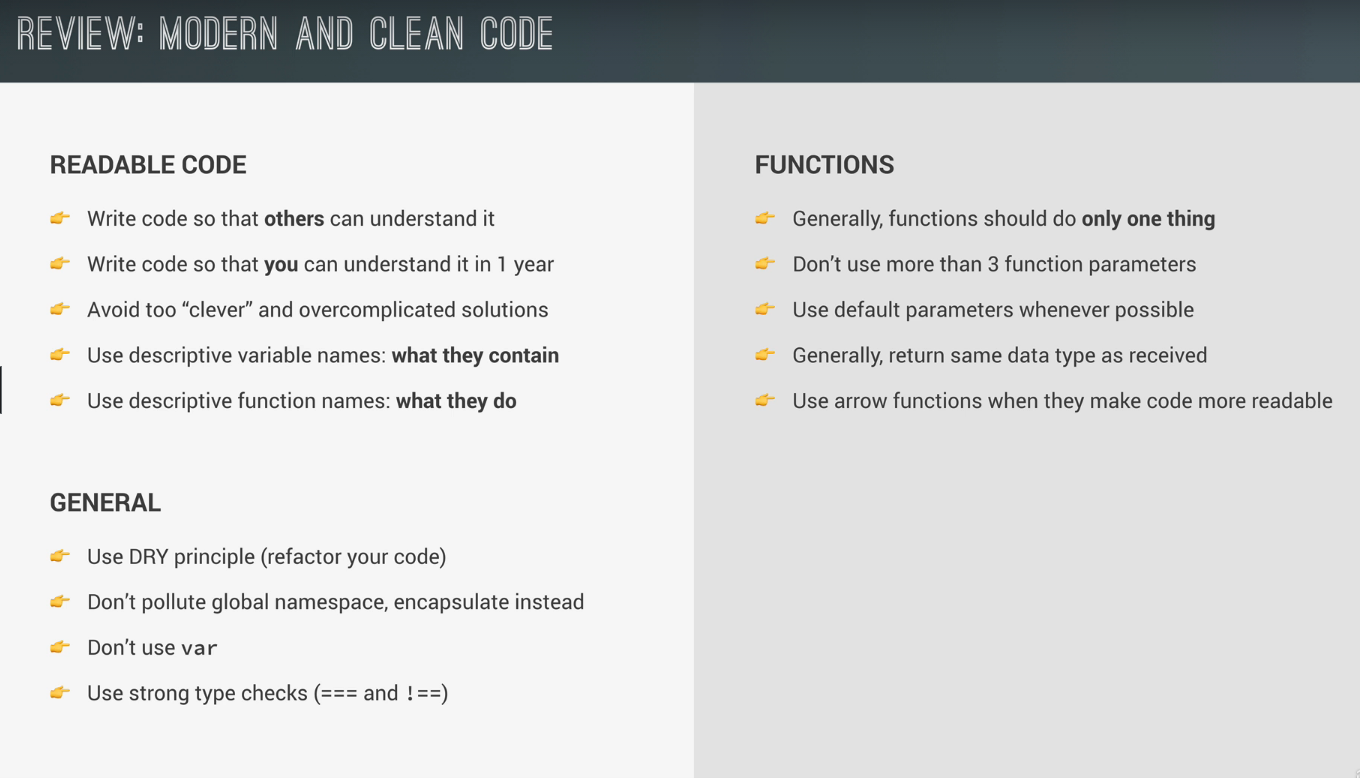 REVIEW: MODERN AND CLEAN CODE
READABLE CODE
👉 Write code so that others can understand it
👉 Write code so that you can understand it in 1 year
👉 Avoid too “clever” and overcomplicated solutions
👉 Use descriptive variable names: what they contain
👉 Use descriptive function names: what they do
GENERAL
👉 Use DRY principle (refactor your code)
👉 Don’t pollute global namespace, encapsulate instead
👉 Don’t use var
👉 Use strong type checks (=== and !==)
FUNCTIONS
👉 Generally, functions should do only one thing
👉 Don’t use more than 3 function parameters
👉 Use default parameters whenever possible
👉 Generally, return same data type as received
👉 Use arrow functions when they make code more readable